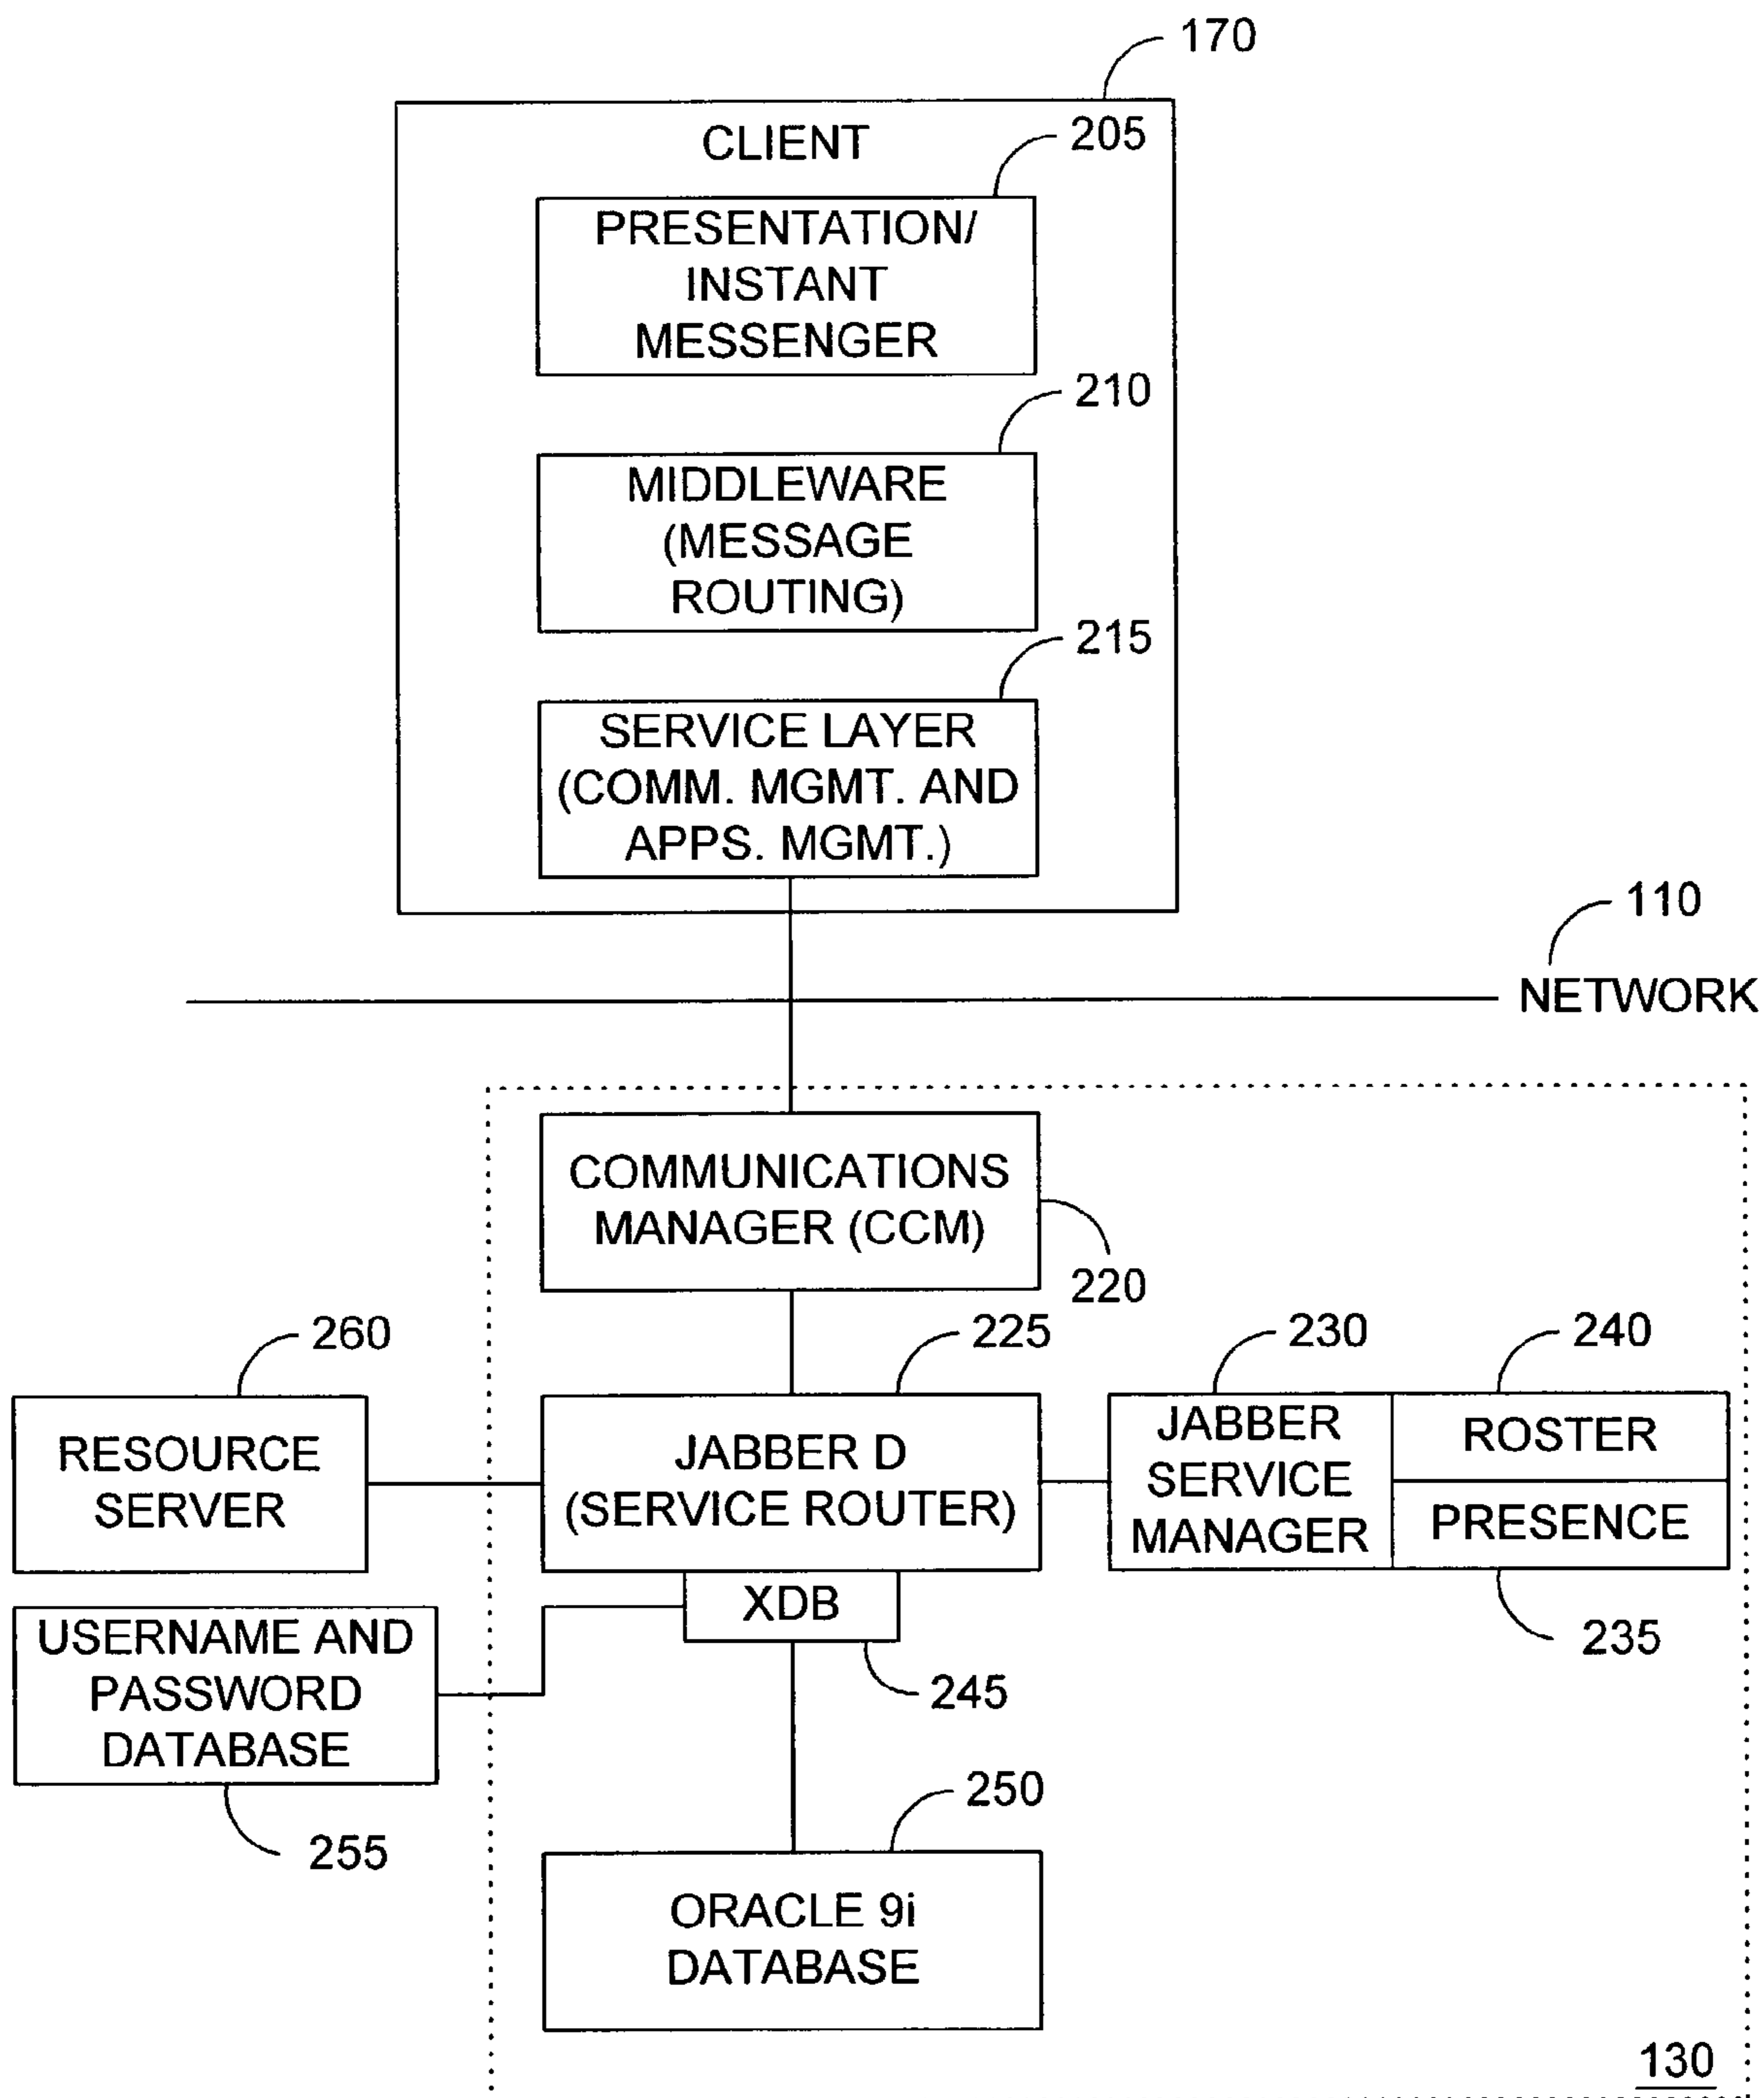 170
CLIENT
205
PRESENTATION/
INSTANT
MESSENGER
210
MIDDLEWARE
(MESSAGE
ROUTING)
215
SERVICE LAYER
(COMM. MGMT. AND
APPS. MGMT.)
110
NETWORK
COMMUNICATIONS
MANAGER (CCM)
220
260
225
230
240
RESOURCE
SERVER
JABBER D
(SERVICE ROUTER)
JABBER
SERVICE
MANAGER
ROSTER
PRESENCE
XDB
235
USERNAME AND
PASSWORD
DATABASE
245
255
250
ORACLE 9i
DATABASE
130